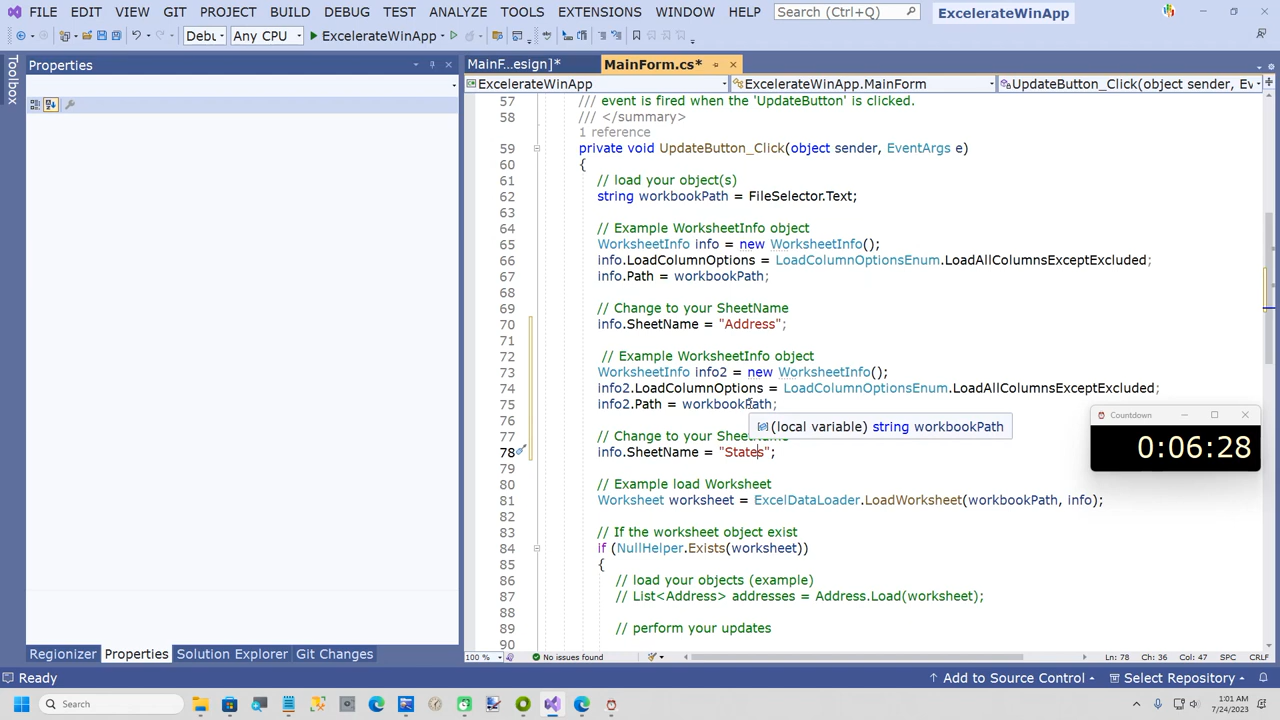 FILE EDIT VIEW GIT PROJECT BUILD DEBUG TEST ANALYZE TOOLS EXTENSIONS WINDOW HELP Search (Ctrl+Q) ExcelerateWinApp
Debu Any CPU ExcelerateWinApp
Toolbox
Properties
MainF...esign]* MainForm.cs*
ExcelerateWinApp ExcelerateWinApp.MainForm UpdateButton_Click(object sender, Ev
57 /// event is fired when the 'UpdateButton' is clicked.
58 /// </summary>
1 reference
59 private void UpdateButton_Click(object sender, EventArgs e)
60 {
61 // load your object(s)
62 string workbookPath = FileSelector.Text;
63
64 // Example WorksheetInfo object
65 WorksheetInfo info = new WorksheetInfo();
66 info.LoadColumnOptions = LoadColumnOptionsEnum.LoadAllColumnsExceptExcluded;
67 info.Path = workbookPath;
68
69 // Change to your SheetName
70 info.SheetName = "Address";
71
72 // Example WorksheetInfo object
73 WorksheetInfo info2 = new WorksheetInfo();
74 info2.LoadColumnOptions = LoadColumnOptionsEnum.LoadAllColumnsExceptExcluded;
75 info2.Path = workbookPath;
76
(local variable) string workbookPath
77 // Change to your SheetName
78 info.SheetName = "States";
79
80 // Example load Worksheet
81 Worksheet worksheet = ExcelDataLoader.LoadWorksheet(workbookPath, info);
82
83 // If the worksheet object exist
84 if (NullHelper.Exists(worksheet))
85 {
86 // load your objects (example)
87 // List<Address> addresses = Address.Load(worksheet);
88
89 // perform your updates
90
Countdown
0:06:28
Regionizer Properties Solution Explorer Git Changes
100 % No issues found Ln: 78 Ch: 36 Col: 47 SPC CRLF
Ready Add to Source Control Select Repository
Search
1:01 AM
7/24/2023